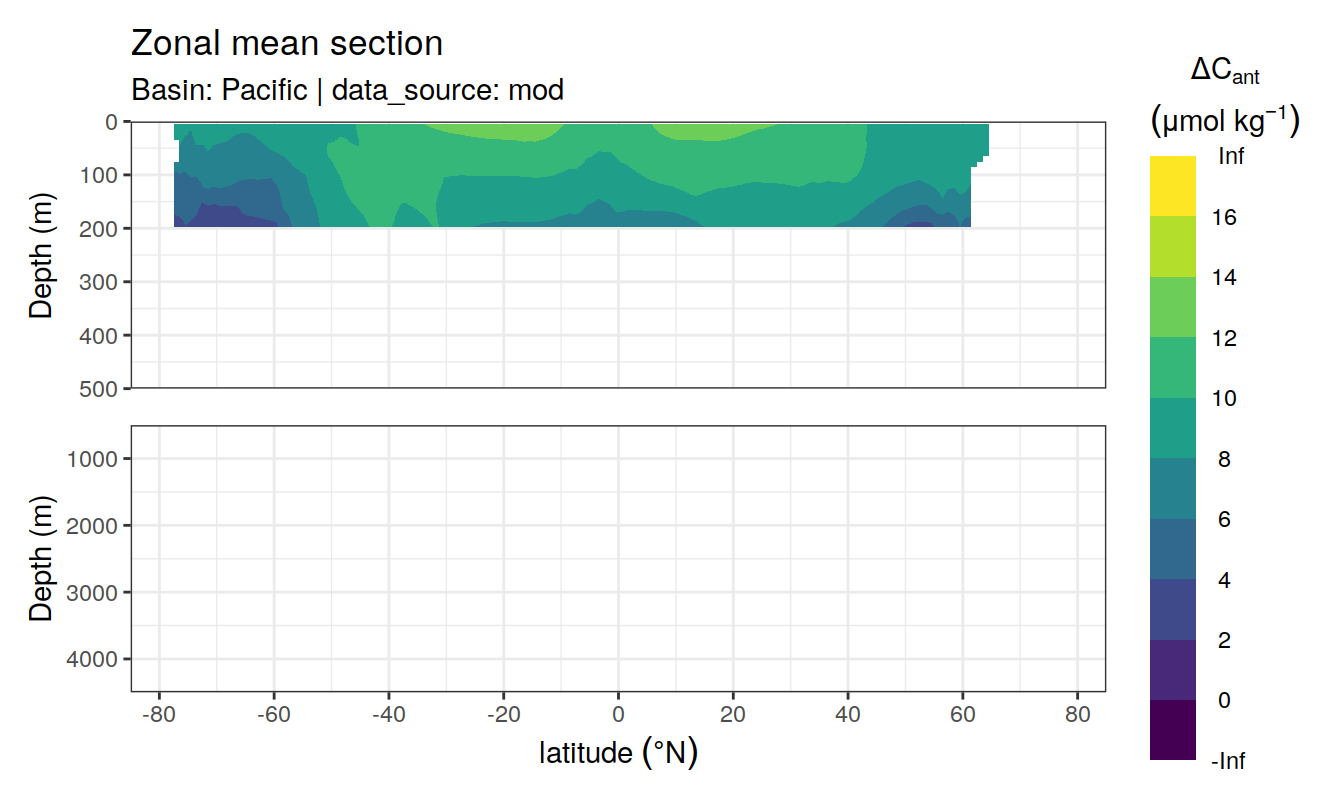 Zonal mean section
Basin: Pacific | data_source: mod
ΔCant
(μmol kg⁻¹)
Inf
16
14
12
10
8
6
4
2
0
-Inf
Depth (m)
0
100
200
300
400
500
Depth (m)
1000
2000
3000
4000
-80 -60 -40 -20 0 20 40 60 80
latitude (°N)